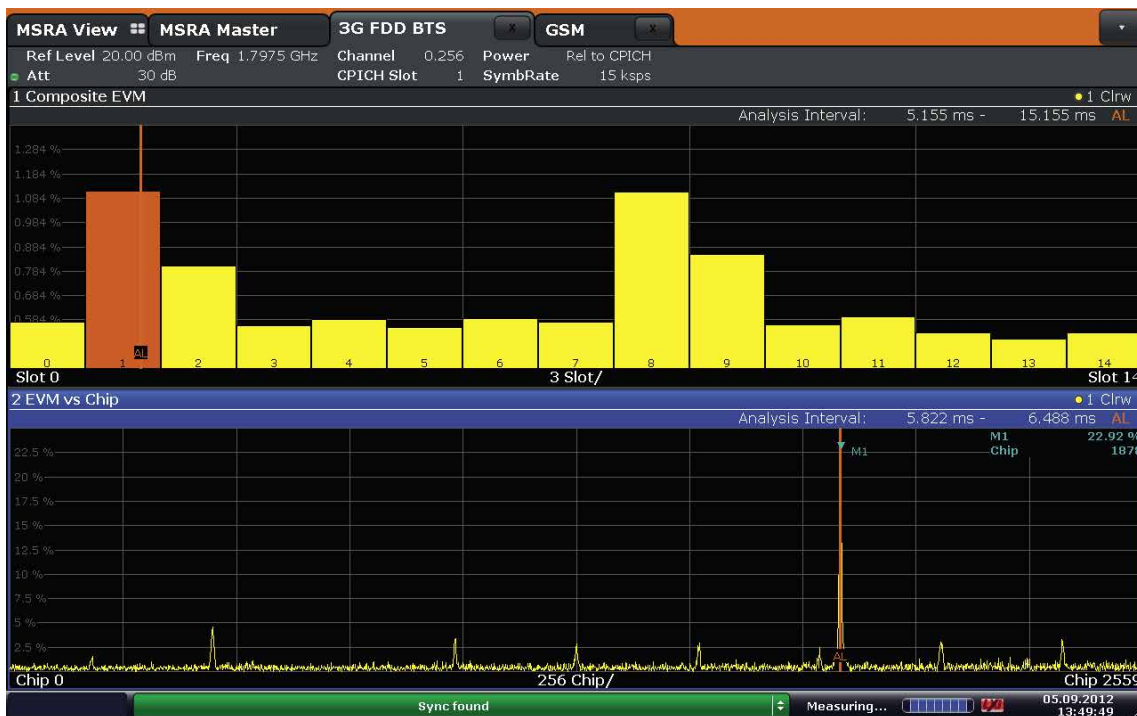 MSRA View MSRA Master 3G FDD BTS x GSM x
Ref Level 20.00 dBm Freq 1.7975 GHz Channel 0.256 Power Rel to CPICH
Att 30 dB CPICH Slot 1 SymbRate 15 ksps
1 Composite EVM 1 Clrw
Analysis Interval: 5.155 ms - 15.155 ms AL
1.284 %
1.184 %
1.084 %
0.984 %
0.884 %
0.784 %
0.684 %
0.584 %
AL
0 1 2 3 4 5 6 7 8 9 10 11 12 13 14
Slot 0 3 Slot/ Slot 14
2 EVM vs Chip 1 Clrw
Analysis Interval: 5.822 ms - 6.488 ms AL
M1 22.92 %
M1 Chip 1878
22.5 %
20 %
17.5 %
15 %
12.5 %
10 %
7.5 %
5 %
2.5 %
AL
Chip 0 256 Chip/ Chip 2559
Sync found Measuring... LXI 05.09.2012
13:49:49